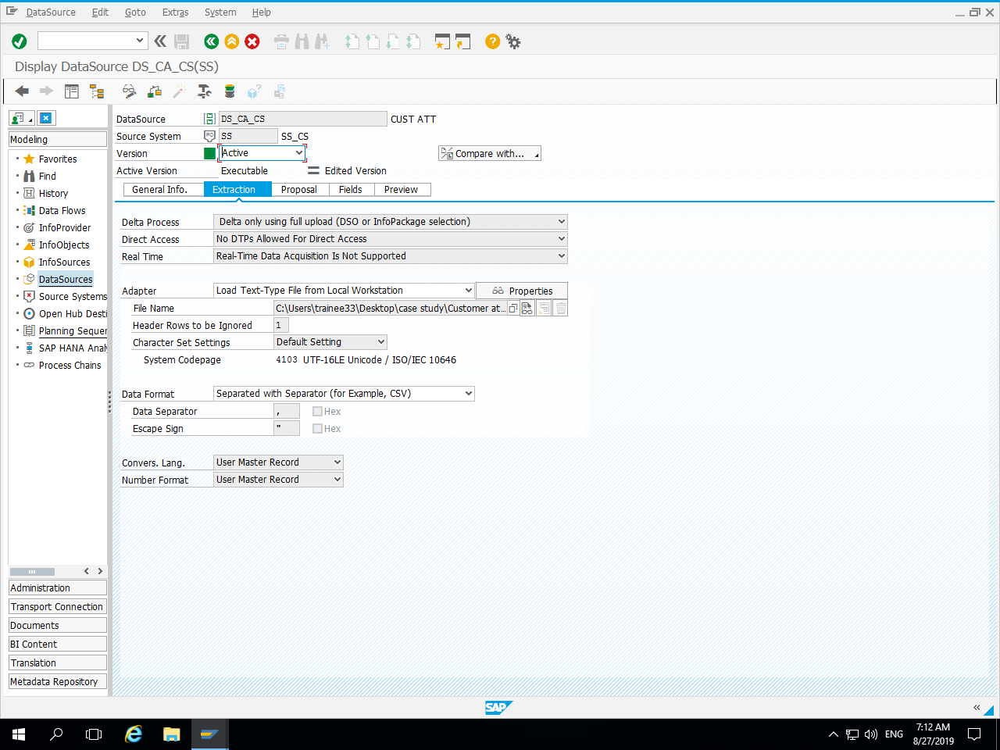 DataSource Edit Goto Extras System Help
Display DataSource DS_CA_CS(SS)
DataSource DS_CA_CS CUST ATT
Source System PC SS SS_CS
Version Active Compare with...
Active Version Executable Edited Version
General Info. Extraction Proposal Fields Preview
Modeling
Favorites
Find
History
Data Flows
InfoProvider
InfoObjects
InfoSources
DataSources
Source Systems
Open Hub Desti
Planning Sequer
SAP HANA Analy
Process Chains
Administration
Transport Connection
Documents
BI Content
Translation
Metadata Repository
Delta Process Delta only using full upload (DSO or InfoPackage selection)
Direct Access No DTPs Allowed For Direct Access
Real Time Real-Time Data Acquisition Is Not Supported
Adapter Load Text-Type File from Local Workstation Properties
File Name C:\Users\trainee33\Desktop\case study\Customer at...
Header Rows to be Ignored 1
Character Set Settings Default Setting
System Codepage 4103 UTF-16LE Unicode / ISO/IEC 10646
Data Format Separated with Separator (for Example, CSV)
Data Separator , Hex
Escape Sign " Hex
Convers. Lang. User Master Record
Number Format User Master Record
SAP
ENG
7:12 AM
8/27/2019